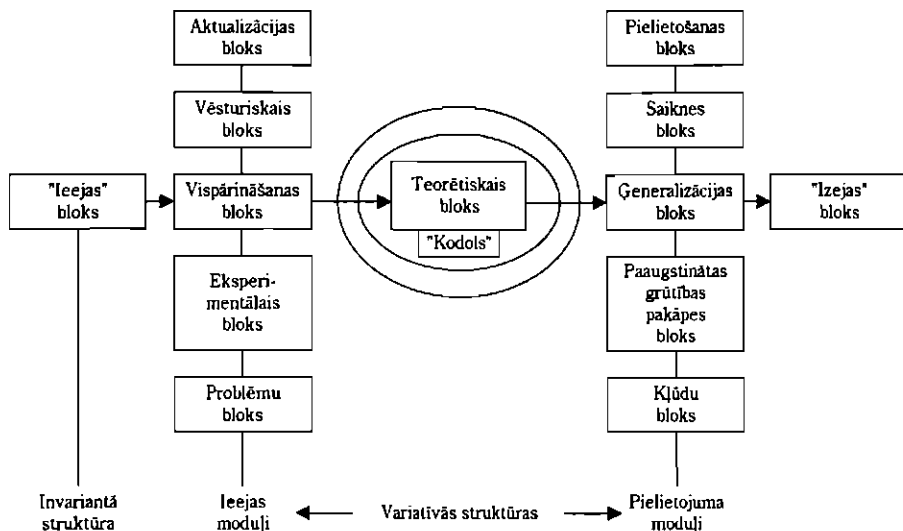 Aktualizācijas
bloks
Vēsturiskais
bloks
"Ieejas"
bloks
Vispārināšanas
bloks
Eksperi-
mentālais
bloks
Problēmu
bloks
Teorētiskais
bloks
"Kodols"
Pielietošanas
bloks
Saiknes
bloks
Ģeneralizācijas
bloks
Paaugstinātas
grūtības
pakāpes
bloks
Kļūdu
bloks
"Izejas"
bloks
Invariantā
struktūra
Ieejas
moduļi
Variatīvās struktūras
Pielietojuma
moduļi